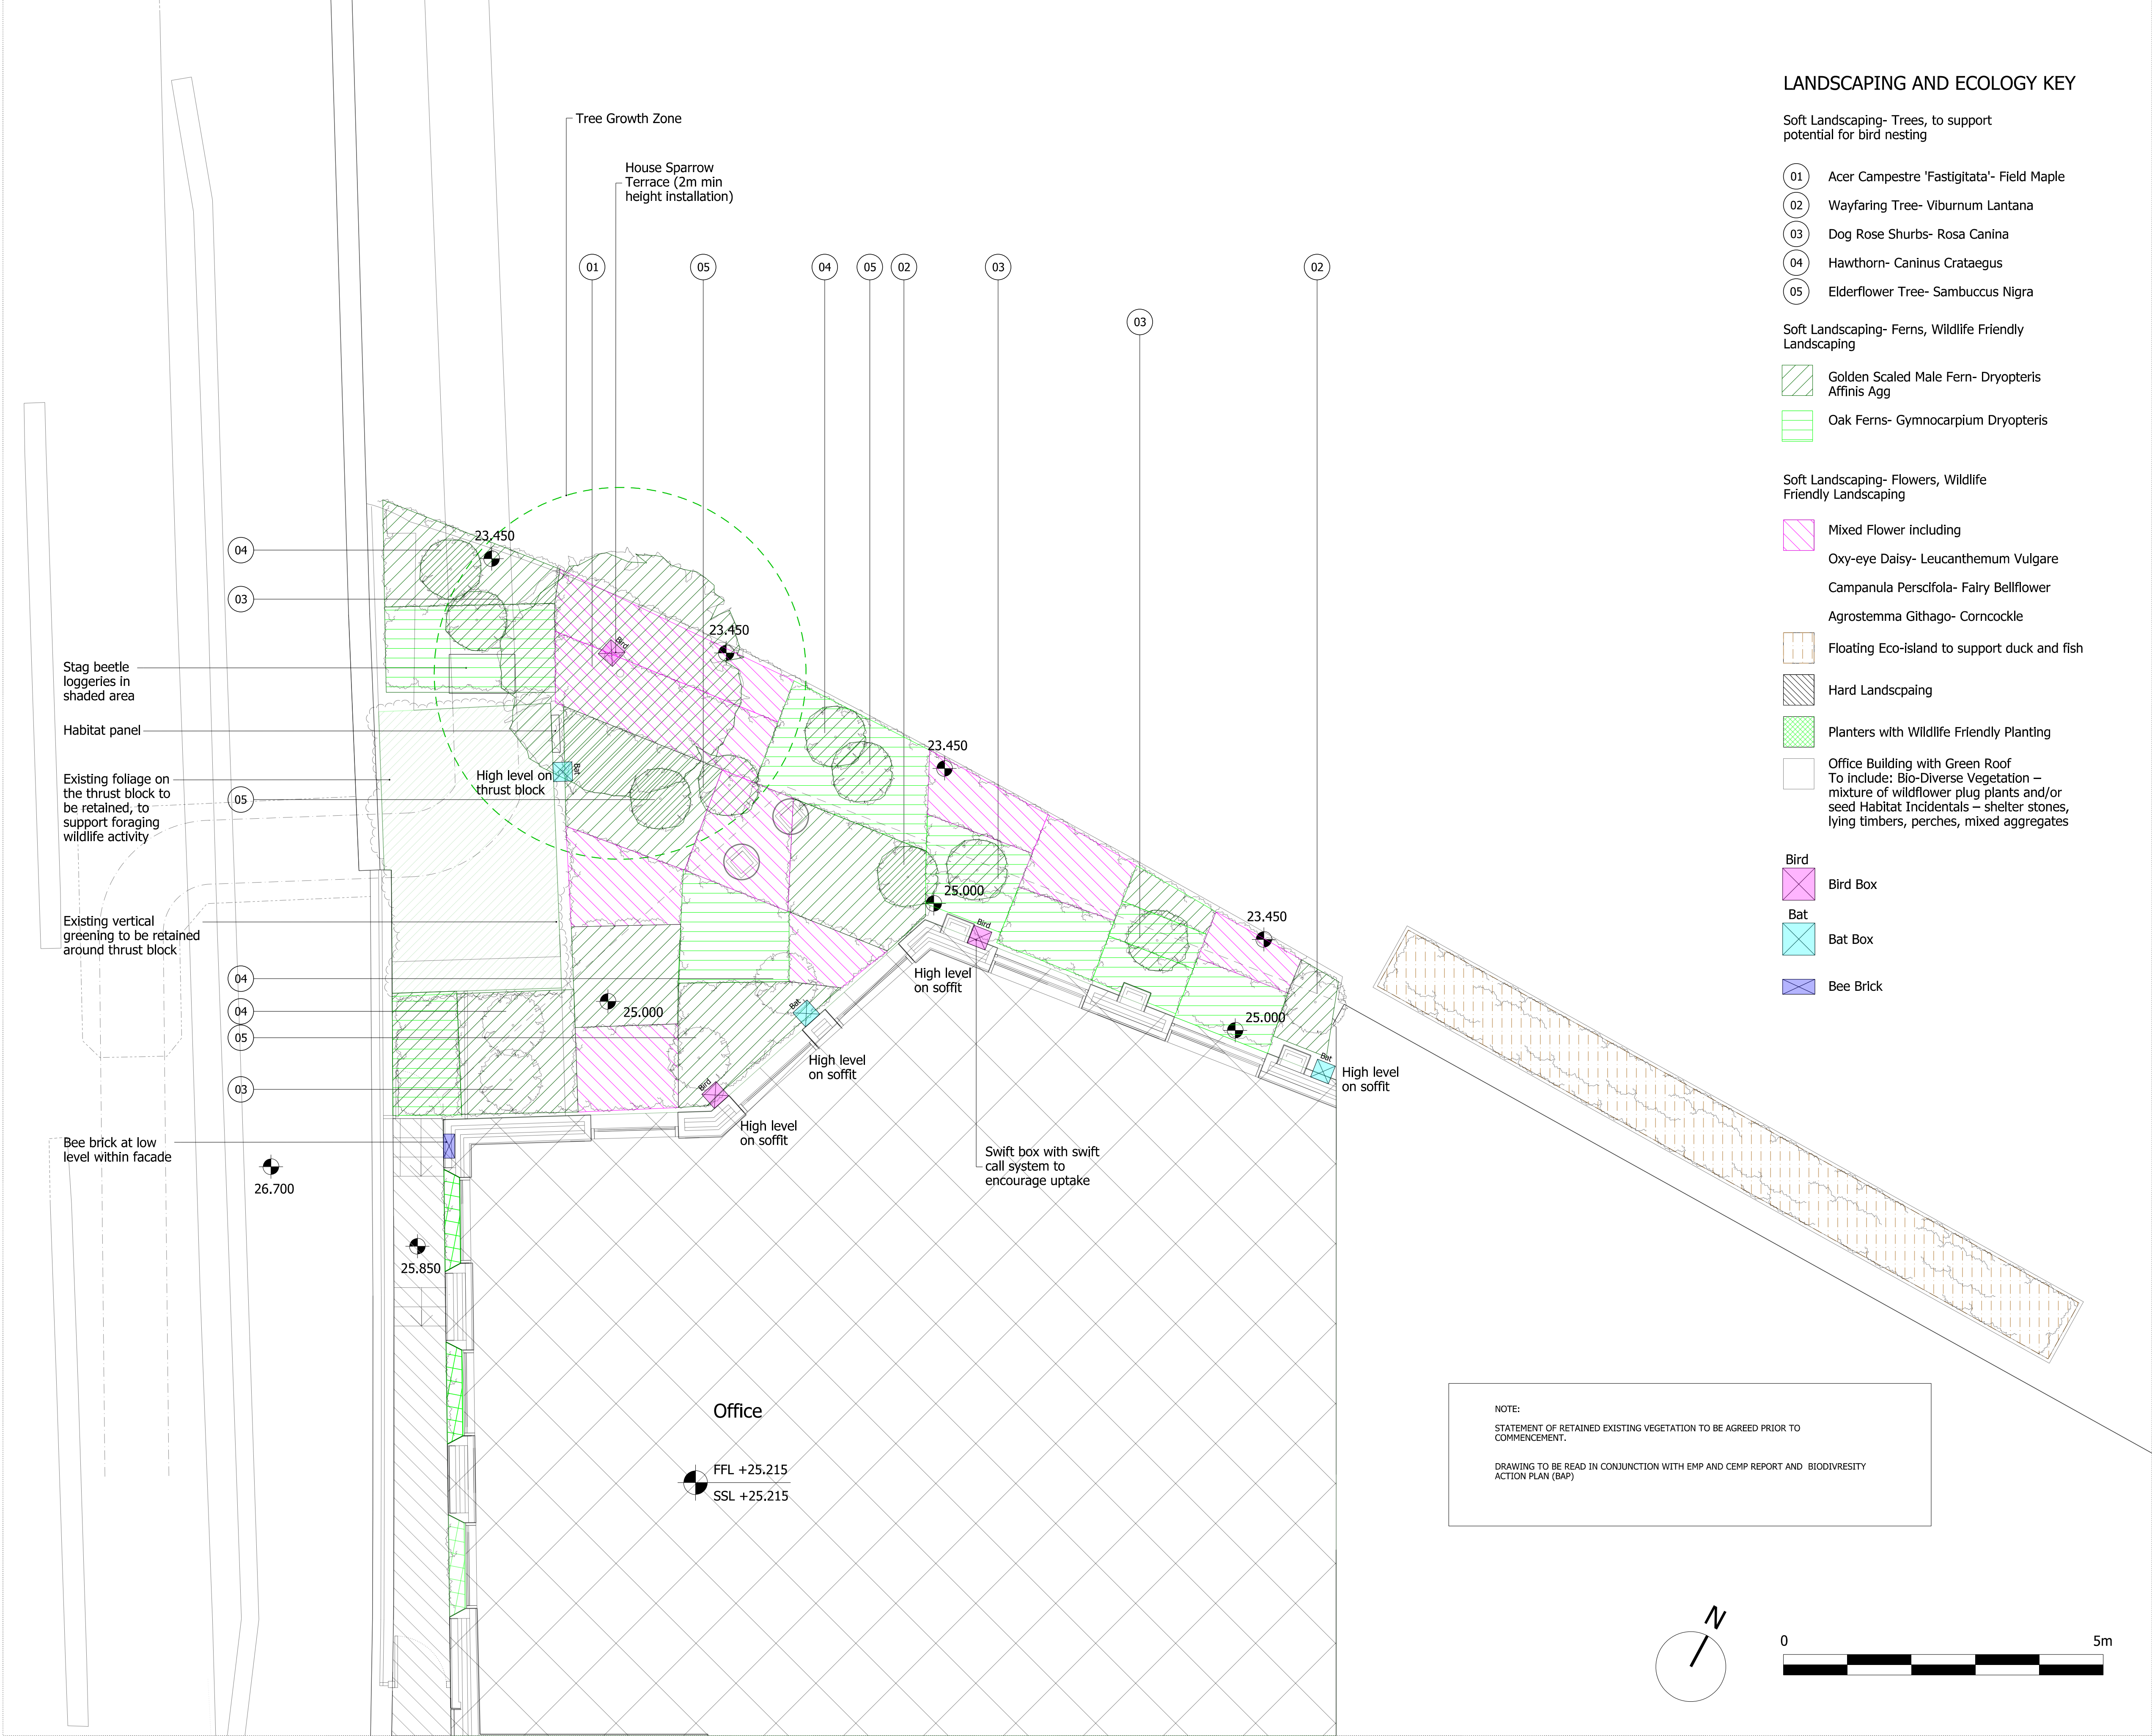 LANDSCAPING AND ECOLOGY KEY
Soft Landscaping- Trees, to support
potential for bird nesting
01 Acer Campestre 'Fastigitata'- Field Maple
02 Wayfaring Tree- Viburnum Lantana
03 Dog Rose Shurbs- Rosa Canina
04 Hawthorn- Caninus Crataegus
05 Elderflower Tree- Sambuccus Nigra
Soft Landscaping- Ferns, Wildlife Friendly
Landscaping
Golden Scaled Male Fern- Dryopteris
Affinis Agg
Oak Ferns- Gymnocarpium Dryopteris
Soft Landscaping- Flowers, Wildlife
Friendly Landscaping
Mixed Flower including
Oxy-eye Daisy- Leucanthemum Vulgare
Campanula Perscifola- Fairy Bellflower
Agrostemma Githago- Corncockle
Floating Eco-island to support duck and fish
Hard Landscpaing
Planters with Wildlife Friendly Planting
Office Building with Green Roof
To include: Bio-Diverse Vegetation –
mixture of wildflower plug plants and/or
seed Habitat Incidentals – shelter stones,
lying timbers, perches, mixed aggregates
Bird
Bird Box
Bat
Bat Box
Bee Brick
Tree Growth Zone
House Sparrow
Terrace (2m min
height installation)
01
05
04
05
02
03
03
02
04
03
23.450
23.450
23.450
23.450
Bird
Stag beetle
loggeries in
shaded area
Habitat panel
Existing foliage on
the thrust block to
be retained, to
support foraging
wildlife activity
05
High level on
thrust block
Bat
Existing vertical
greening to be retained
around thrust block
04
04
05
03
25.000
25.000
25.000
Bird
High level
on soffit
Bat
High level
on soffit
Bird
High level
on soffit
Bat
High level
on soffit
Swift box with swift
call system to
encourage uptake
Bee brick at low
level within facade
26.700
25.850
Office
FFL +25.215
SSL +25.215
NOTE:
STATEMENT OF RETAINED EXISTING VEGETATION TO BE AGREED PRIOR TO
COMMENCEMENT.
DRAWING TO BE READ IN CONJUNCTION WITH EMP AND CEMP REPORT AND BIODIVRESITY
ACTION PLAN (BAP)
N
0 5m